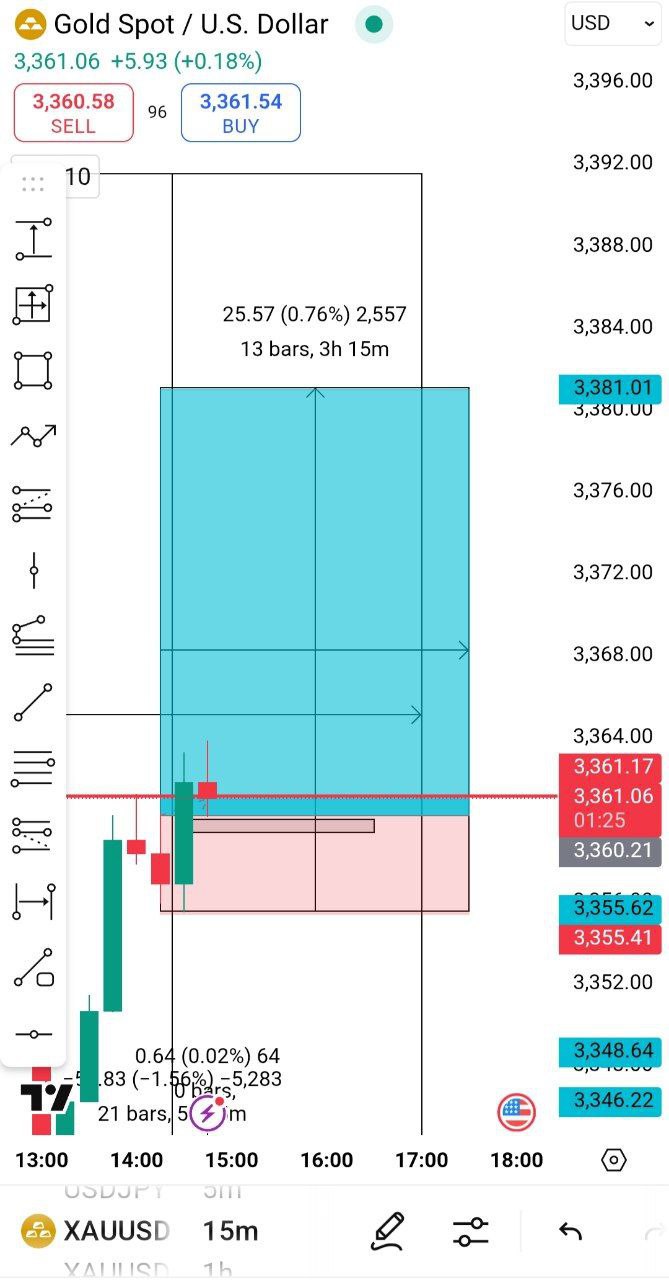 Gold Spot / U.S. Dollar
USD
3,361.06 +5.93 (+0.18%)
3,360.58
SELL
96
3,361.54
BUY
10
3,396.00
3,392.00
3,388.00
3,384.00
3,381.01
3,380.00
3,376.00
3,372.00
3,368.00
3,364.00
3,361.17
3,361.06
01:25
3,360.21
3,355.62
3,355.41
3,352.00
3,348.64
3,346.22
25.57 (0.76%) 2,557
13 bars, 3h 15m
0.64 (0.02%) 64
(−1.56%) −5,283
0 bars,
21 bars, 5
13:00 14:00 15:00 16:00 17:00 18:00
USDJPY 5m
XAUUSD 15m
XAUUSD 1h